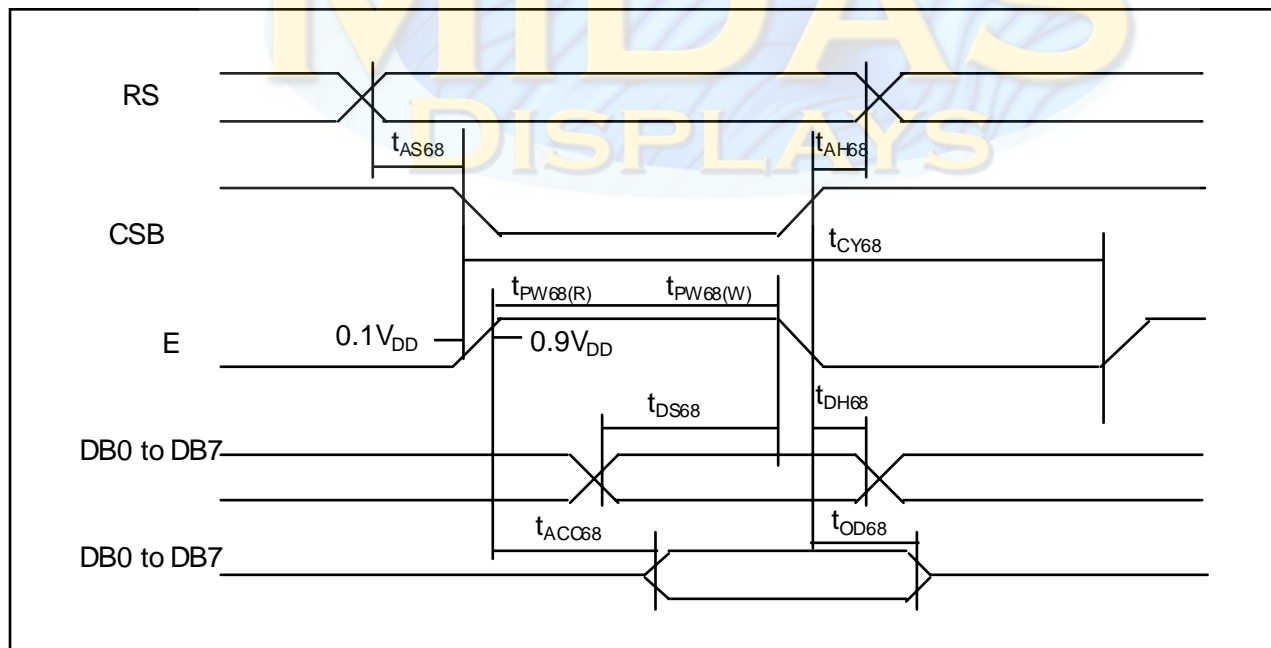 MIDAS
DISPLAYS
RS
tAS68
tAH68
CSB
tCY68
tPW68(R) tPW68(W)
0.1VDD
0.9VDD
E
tDS68
tDH68
DB0 to DB7
tACC68
tOD68
DB0 to DB7